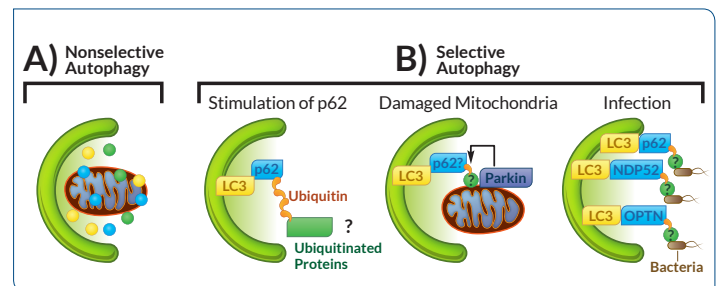 A) Nonselective
Autophagy
B) Selective
Autophagy
Stimulation of p62
Damaged Mitochondria
Infection
LC3
p62
Ubiquitin
?
Ubiquitinated
Proteins
LC3
p62?
?
Parkin
LC3
p62
?
LC3
NDP52
?
LC3
OPTN
?
Bacteria